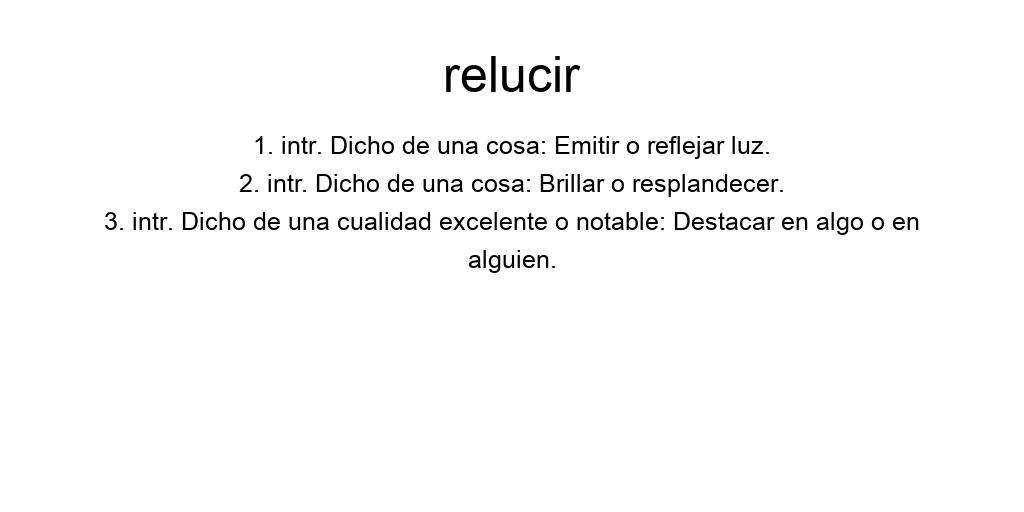 relucir
1. intr. Dicho de una cosa: Emitir o reflejar luz.
2. intr. Dicho de una cosa: Brillar o resplandecer.
3. intr. Dicho de una cualidad excelente o notable: Destacar en algo o en
alguien.